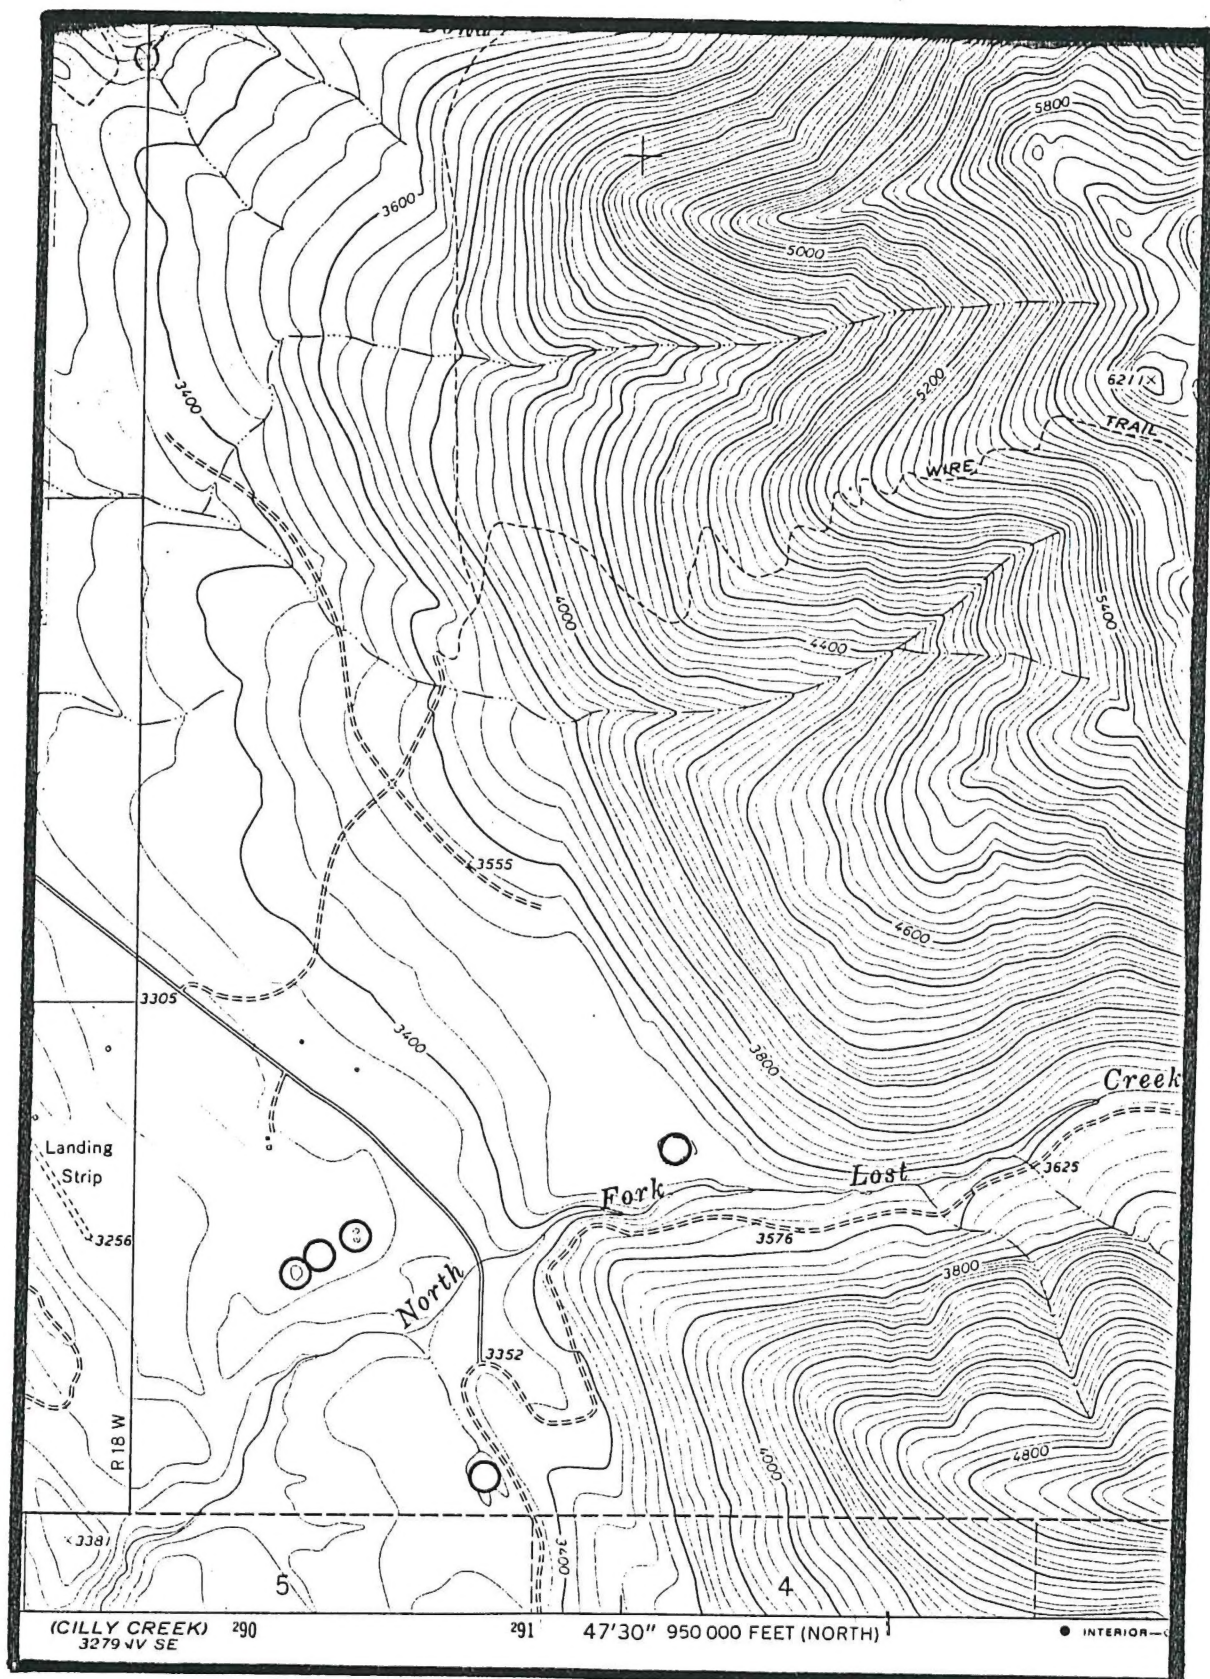 5800
3600
5000
3400
5200
6211×
TRAIL
WIRE
4000
5400
4400
3555
4600
3305
3400
3800
Creek
Landing
Strip
Lost
3625
Fork
3256
3576
3800
North
3352
R 18 W
4000
4800
×3381
3400
5
4
(CILLY CREEK)
3279 IV SE
290
291
47'30" 950 000 FEET (NORTH)
INTERIOR—